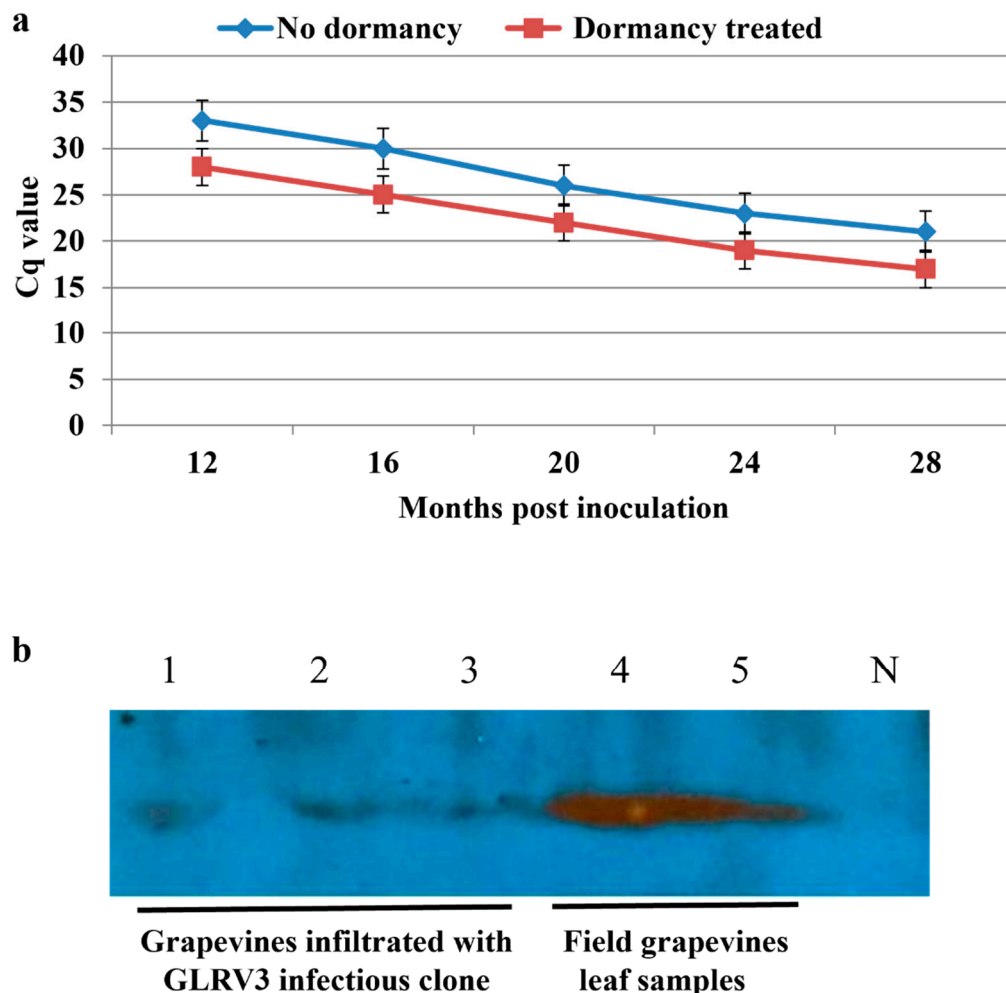 a
No dormancy Dormancy treated
40
35
30
25
20
15
10
5
0
Cq value
12 16 20 24 28
Months post inoculation
b
1 2 3 4 5 N
Grapevines infiltrated with
GLRV3 infectious clone
Field grapevines
leaf samples